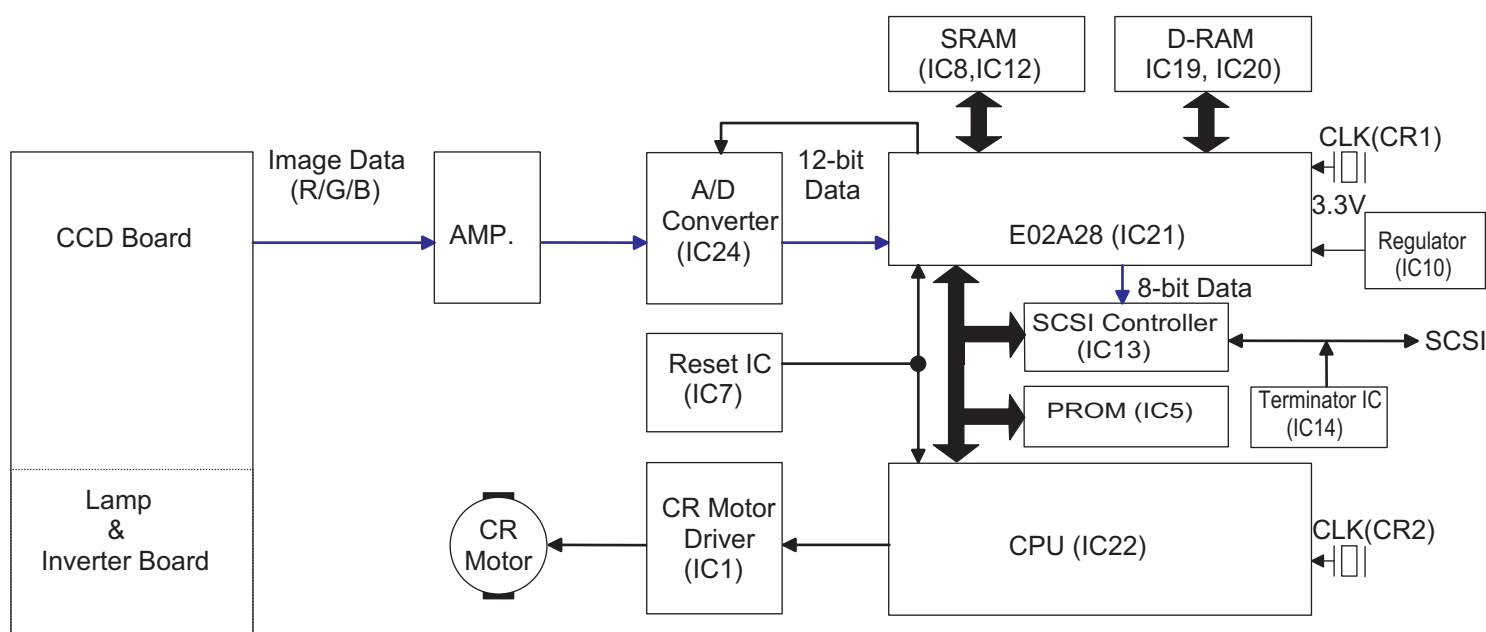 SRAM
(IC8,IC12)
D-RAM
IC19, IC20)
CLK(CR1)
Image Data
(R/G/B)
12-bit
Data
A/D
Converter
(IC24)
3.3V
CCD Board
AMP.
E02A28 (IC21)
Regulator
(IC10)
8-bit Data
SCSI Controller
(IC13)
SCSI
Reset IC
(IC7)
PROM (IC5)
Terminator IC
(IC14)
Lamp
&
Inverter Board
CR
Motor
CR Motor
Driver
(IC1)
CPU (IC22)
CLK(CR2)